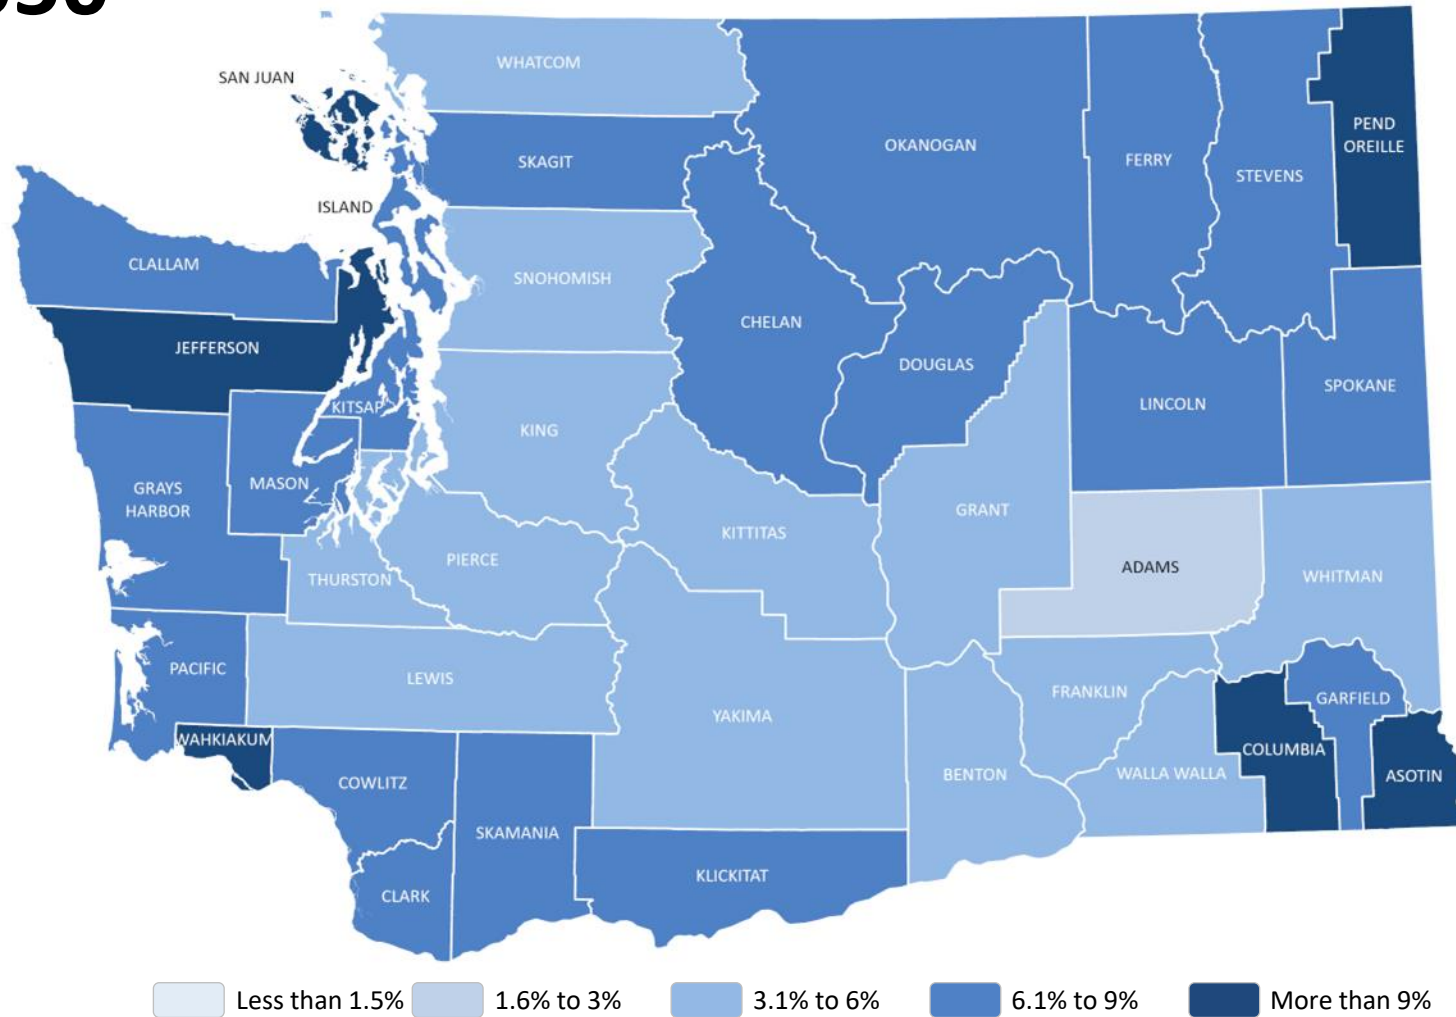 WHATCOM
SAN JUAN
SKAGIT
ISLAND
OKANOGAN
FERRY
STEVENS
PEND
OREILLE
CLALLAM
SNOHOMISH
CHELAN
JEFFERSON
DOUGLAS
LINCOLN
SPOKANE
KITSAP
KING
MASON
GRAYS
HARBOR
GRANT
KITTITAS
PIERCE
THURSTON
ADAMS
WHITMAN
PACIFIC
LEWIS
YAKIMA
FRANKLIN
GARFIELD
WAHKIAKUM
COLUMBIA
COWLITZ
BENTON
WALLA WALLA
ASOTIN
SKAMANIA
CLARK
KLICKITAT
Less than 1.5% 1.6% to 3% 3.1% to 6% 6.1% to 9% More than 9%